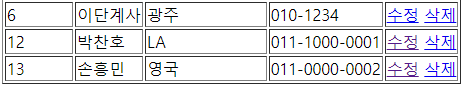 6 이단계사 광주 010-1234 수정 삭제
12 박찬호 LA 011-1000-0001 수정 삭제
13 손흥민 영국 011-0000-0002 수정 삭제